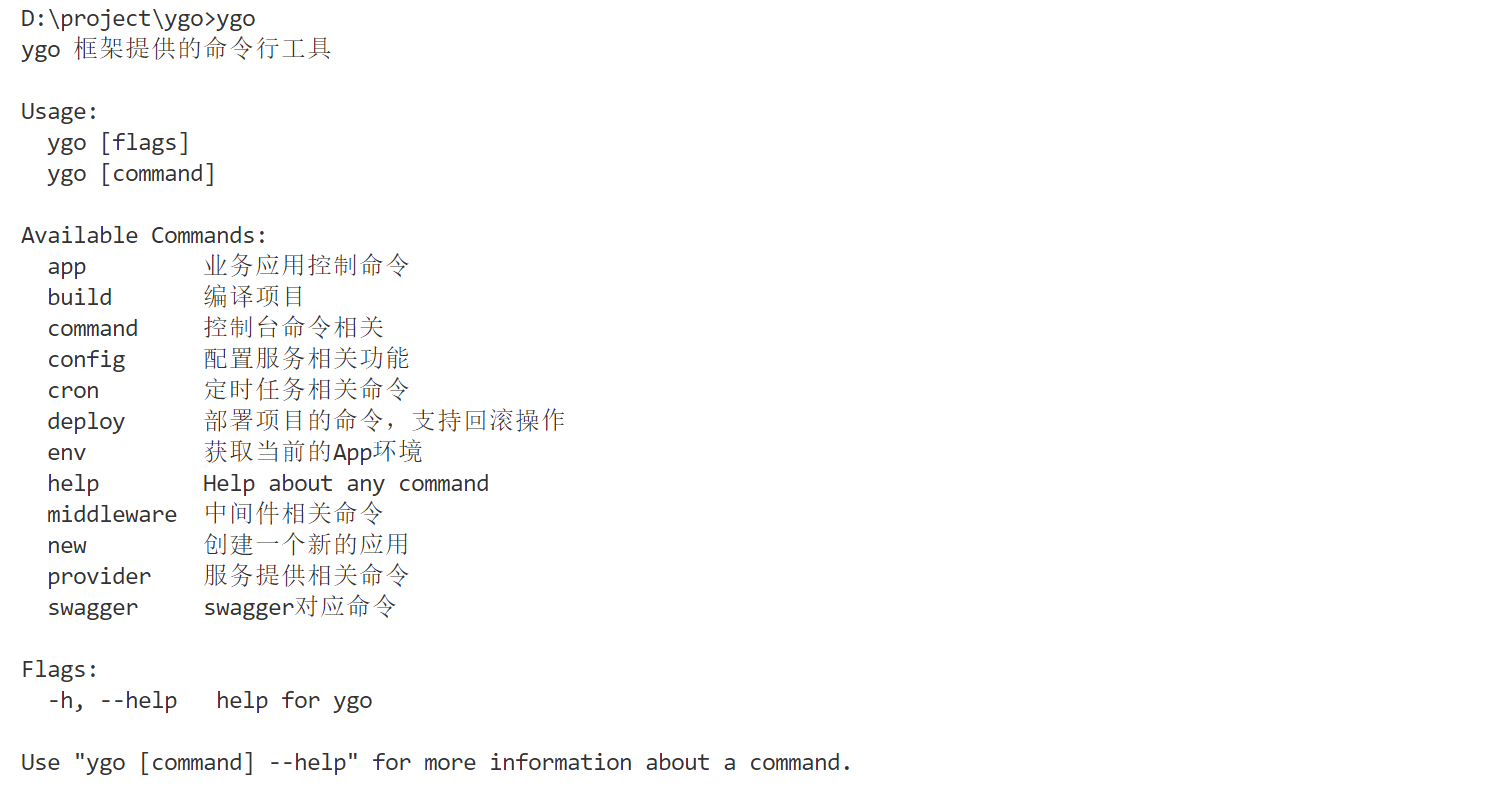 D:\project\ygo>ygo
ygo 框架提供的命令行工具
Usage:
ygo [flags]
ygo [command]
Available Commands:
app 业务应用控制命令
build 编译项目
command 控制台命令相关
config 配置服务相关功能
cron 定时任务相关命令
deploy 部署项目的命令，支持回滚操作
env 获取当前的App环境
help Help about any command
middleware 中间件相关命令
new 创建一个新的应用
provider 服务提供相关命令
swagger swagger对应命令
Flags:
-h, --help help for ygo
Use "ygo [command] --help" for more information about a command.